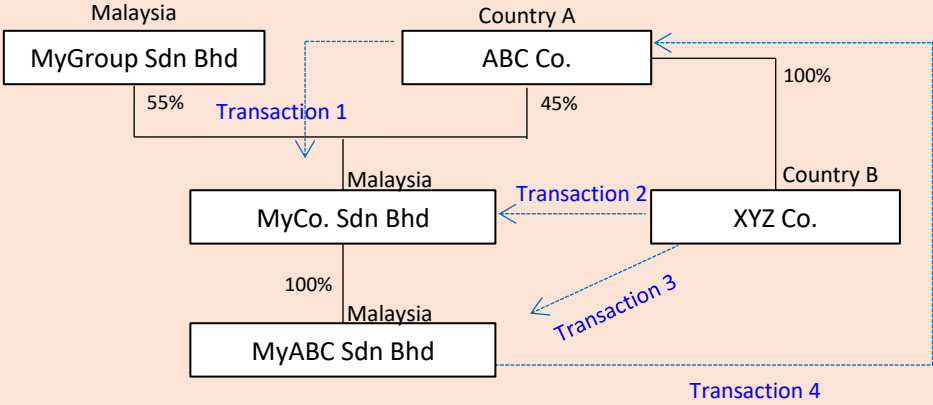 Malaysia
Country A
MyGroup Sdn Bhd
ABC Co.
55%
Transaction 1
45%
100%
Malaysia
Country B
MyCo. Sdn Bhd
Transaction 2
XYZ Co.
100%
Transaction 3
Malaysia
MyABC Sdn Bhd
Transaction 4